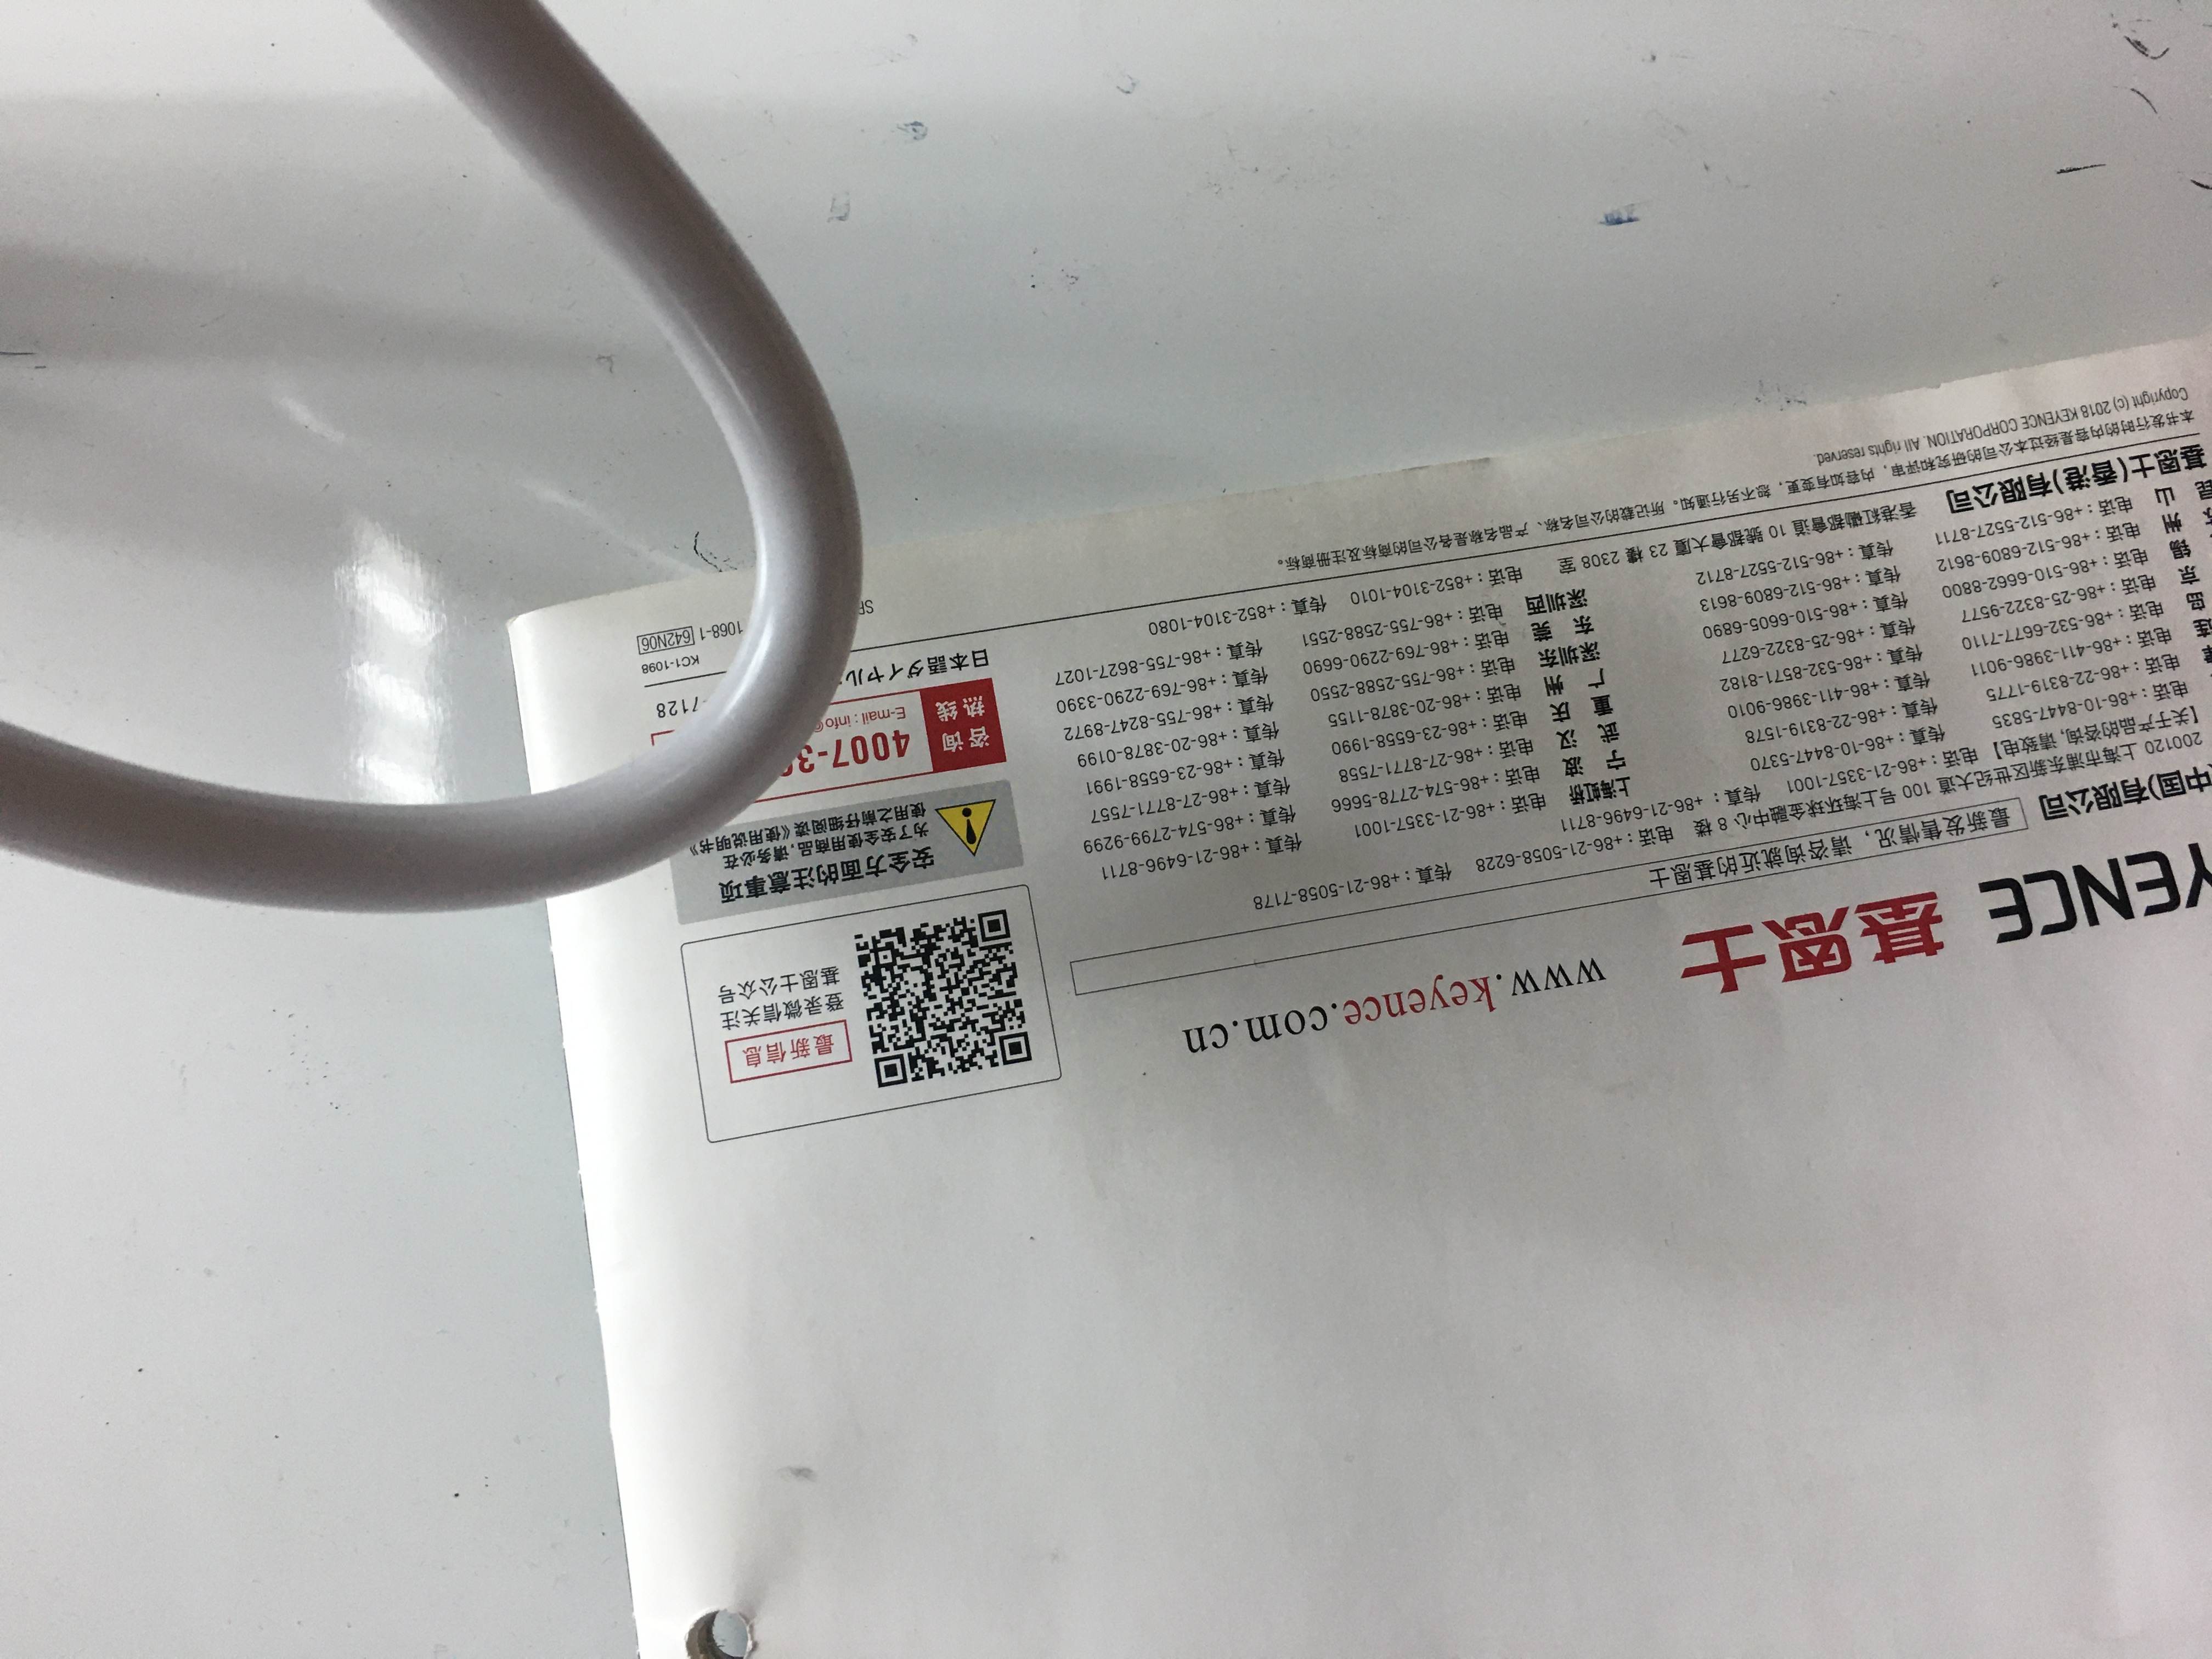 YENCE 基恩士 www.keyence.com.cn
中国)有限公司 最新发售情况，请咨询就近的基恩士
200120 上海市浦东新区世纪大道 100 号上海环球金融中心 8 楼 电话：+86-21-5058-6228 传真：+86-21-5058-7178
【关于产品的咨询,请致电】 电话：+86-21-3357-1001 传真： +86-21-6496-8711
电话：+86-10-8447-5835 传真：+86-10-8447-5370
电话：+86-22-8319-1775 传真：+86-22-8319-1578
连 电话：+86-411-3986-9011 传真：+86-411-3986-9010
岛 电话：+86-532-6677-7110 传真：+86-532-8571-8182
京 电话：+86-25-8322-9577 传真：+86-25-8322-6277
锡 电话：+86-510-6662-8800 传真：+86-510-6605-6890
州 电话：+86-512-6809-8612 传真：+86-512-6809-8613
昆 山 电话：+86-512-5527-8711 传真：+86-512-5527-8712
上海虹桥 电话：+86-21-3357-1001 传真：+86-21-6496-8711
宁 波 电话：+86-574-2778-5666 传真：+86-574-2799-9299
武 汉 电话：+86-27-8771-7558 传真：+86-27-8771-7557
重 庆 电话：+86-23-6558-1990 传真：+86-23-6558-1991
广 州 电话：+86-20-3878-1155 传真：+86-20-3878-0199
深圳东 电话：+86-755-2588-2550 传真：+86-755-8247-8972
东 莞 电话：+86-769-2290-6690 传真：+86-769-2290-3390
深圳西 电话：+86-755-2588-2551 传真：+86-755-8627-1027
基恩士(香港)有限公司 香港紅磡都會道 10 號都會大廈 23 樓 2308 室 电话：+852-3104-1010 传真：+852-3104-1080
本书发行时的内容是经过本公司的研究和评审，内容如有变更，恕不另行通知。所记载的公司名称、产品名称是各公司的商标及注册商标。
Copyright (c) 2018 KEYENCE CORPORATION. All rights reserved.
最新信息
登录微信关注
基恩士公众号
安全方面的注意事项
为了安全使用商品,请务必在
使用之前仔细阅读《使用说明书》
咨询
热线
4007-3
E-mail : info@
日本語ダイヤル 7128
KC1-1098
1068-1 642N06